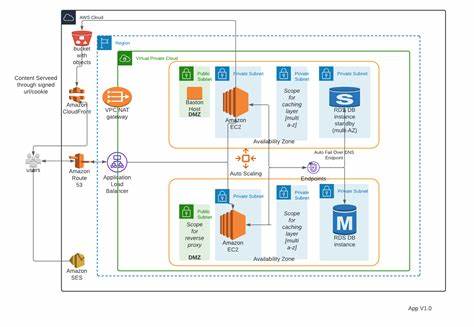 AWS Cloud
bucket
with
objects
Region
Content Serveed
through signed
url/cookie
Virtual Private Cloud
Public
Subnet
Private Subnet
Private
Subnet
Private Subnet
Amazon
CloudFront
VPC/NAT
gateway
Baxton
Host
DMZ
Amazon
EC2
Scope
for
caching
layer
[multi
a-z]
S
RDS DB
instance
standby
(multi-AZ)
Availability Zone
Auto Fail Over DNS
Endpoint
users
Amazon
Route
53
Application
Load
Balancer
Auto Scaling
Endpoints
Private Subnet
Private
Subnet
Private Subnet
Public
Subnet
Scope
for
reverse
proxy
DMZ
Amazon
EC2
Scope
for
caching
layer
[multi
a-z]
M
RDS DB
instance
Availability Zone
Amazon
SES
App V1.0